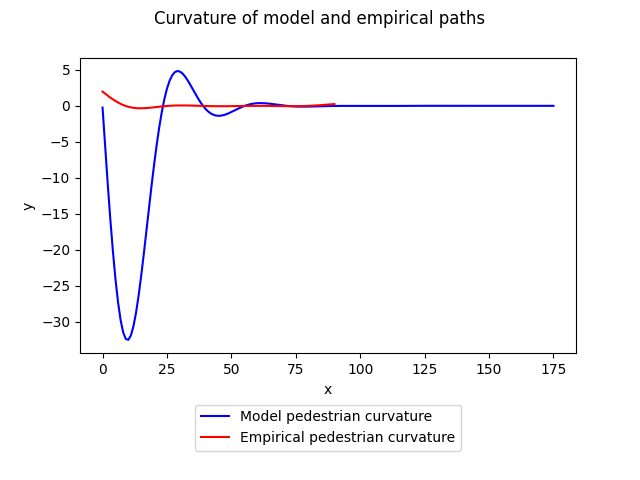 Curvature of model and empirical paths
5
0
−5
−10
−15
−20
−25
−30
y
0 25 50 75 100 125 150 175
x
Model pedestrian curvature
Empirical pedestrian curvature